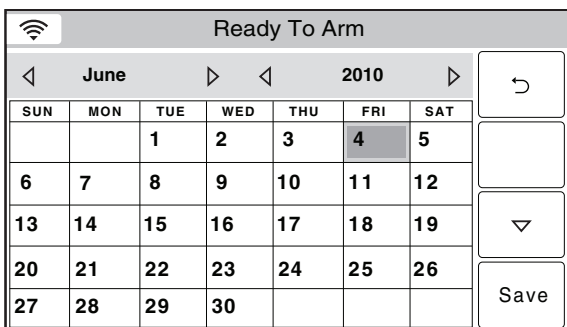 Ready To Arm
June 2010
SUN MON TUE WED THU FRI SAT
1 2 3 4 5
6 7 8 9 10 11 12
13 14 15 16 17 18 19
20 21 22 23 24 25 26
27 28 29 30
Save